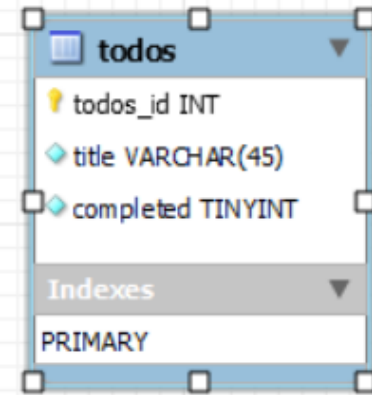 todos
todos_id INT
title VARCHAR(45)
completed TINYINT
Indexes
PRIMARY